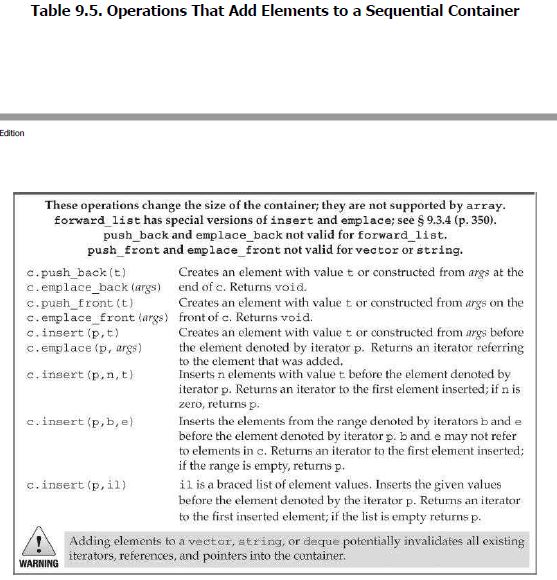 Table 9.5. Operations That Add Elements to a Sequential Container
Edition
These operations change the size of the container; they are not supported by array.
forward_list has special versions of insert and emplace; see § 9.3.4 (p. 350).
push_back and emplace_back not valid for forward_list.
push_front and emplace_front not valid for vector or string.
c.push_back(t) Creates an element with value t or constructed from args at the
c.emplace_back(args) end of c. Returns void.
c.push_front(t) Creates an element with value t or constructed from args on the
c.emplace_front(args) front of c. Returns void.
c.insert(p,t) Creates an element with value t or constructed from args before
c.emplace(p, args) the element denoted by iterator p. Returns an iterator referring
to the element that was added.
c.insert(p,n,t) Inserts n elements with value t before the element denoted by
iterator p. Returns an iterator to the first element inserted; if n is
zero, returns p.
c.insert(p,b,e) Inserts the elements from the range denoted by iterators b and e
before the element denoted by iterator p. b and e may not refer
to elements in c. Returns an iterator to the first element inserted;
if the range is empty, returns p.
c.insert(p,il) il is a braced list of element values. Inserts the given values
before the element denoted by the iterator p. Returns an iterator
to the first inserted element; if the list is empty returns p.
Adding elements to a vector, string, or deque potentially invalidates all existing
iterators, references, and pointers into the container.
WARNING